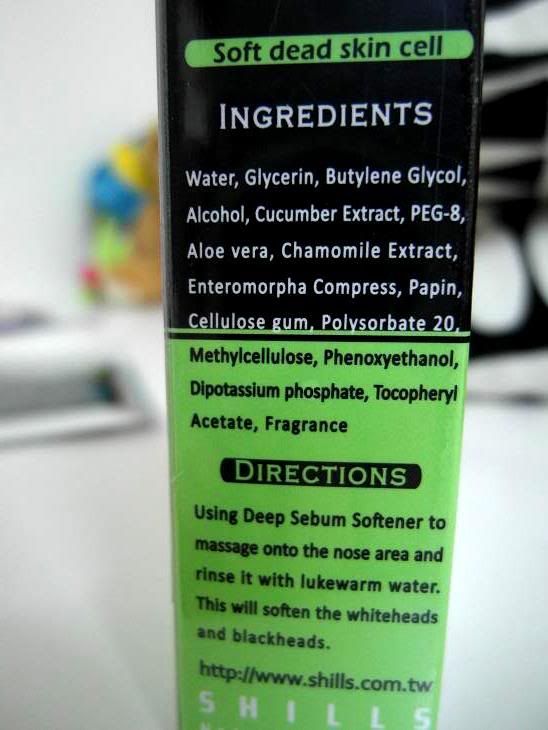 Soft dead skin cell
INGREDIENTS
Water, Glycerin, Butylene Glycol,
Alcohol, Cucumber Extract, PEG-8,
Aloe vera, Chamomile Extract,
Enteromorpha Compress, Papin,
Cellulose gum, Polysorbate 20,
Methylcellulose, Phenoxyethanol,
Dipotassium phosphate, Tocopheryl
Acetate, Fragrance
DIRECTIONS
Using Deep Sebum Softener to
massage onto the nose area and
rinse it with lukewarm water.
This will soften the whiteheads
and blackheads.
http://www.shills.com.tw
SHILLS